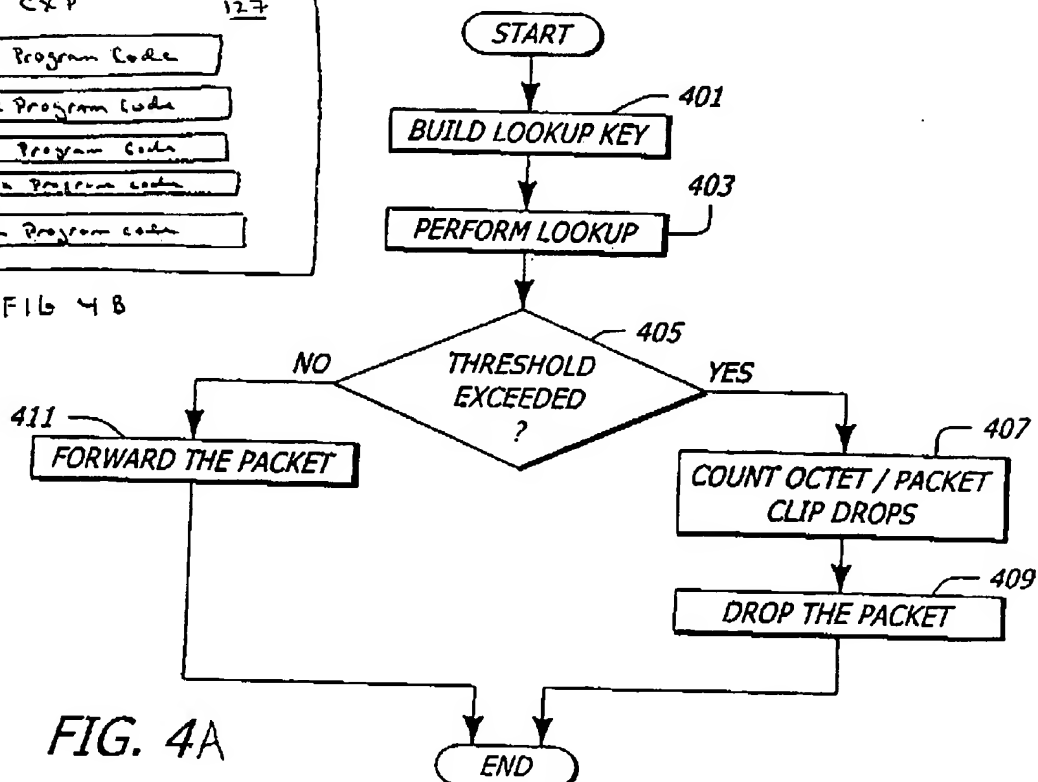 CXP 127
Program Code
Program Code
Program Code
Program Code
Program Code
FIG 4B
START
401
BUILD LOOKUP KEY
403
PERFORM LOOKUP
405
THRESHOLD
EXCEEDED
?
NO
YES
411
FORWARD THE PACKET
407
COUNT OCTET / PACKET
CLIP DROPS
409
DROP THE PACKET
END
FIG. 4A